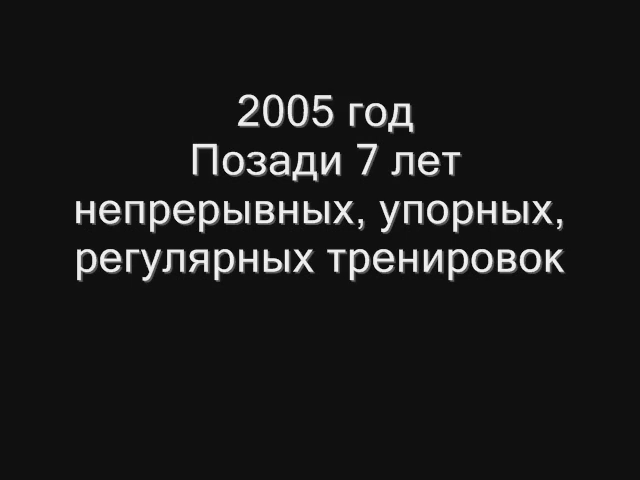 2005 год
Позади 7 лет
непрерывных, упорных,
регулярных тренировок